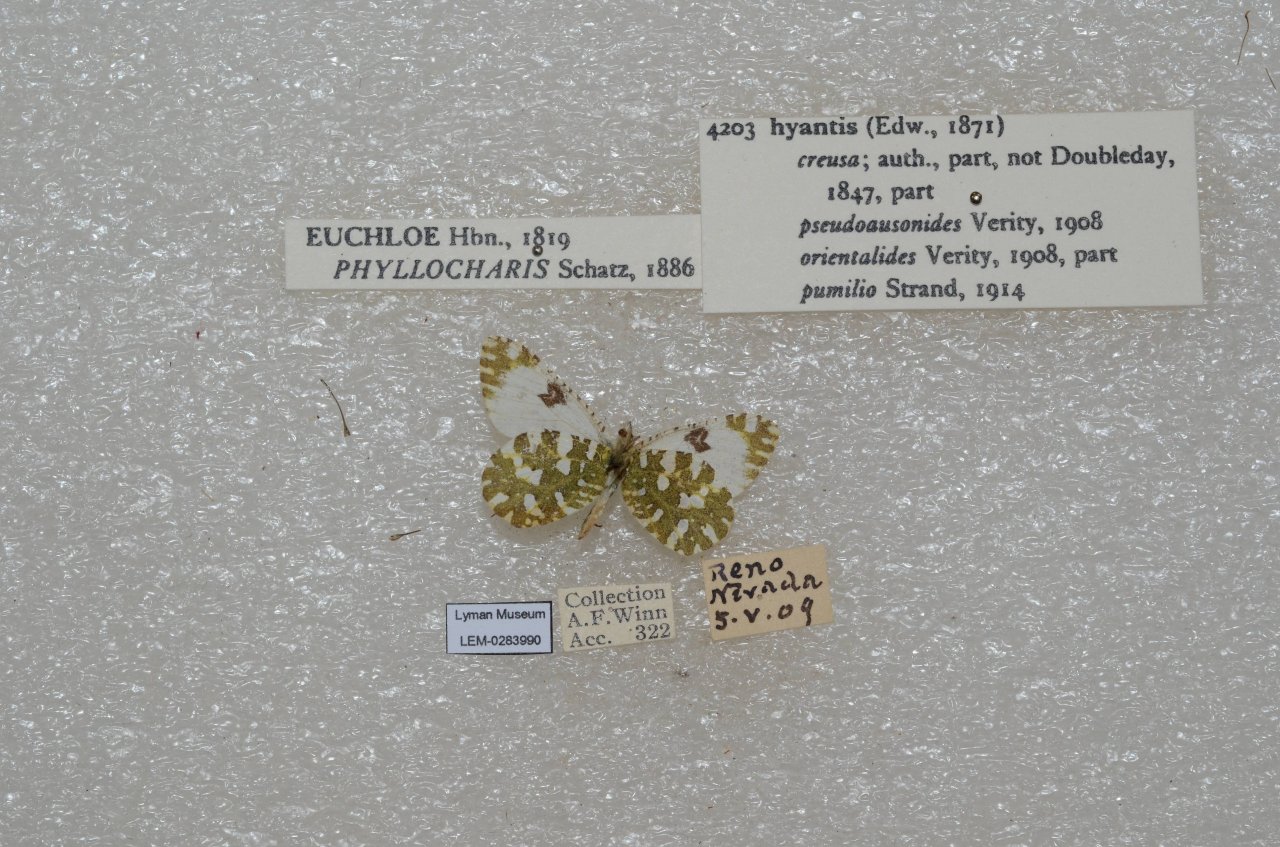 4203 hyantis (Edw., 1871)
creusa; auth., part, not Doubleday,
1847, part
pseudoausonides Verity, 1908
orientalides Verity, 1908, part
pumilio Strand, 1914
EUCHLOE Hbn., 1819
PHYLLOCHARIS Schatz, 1886
Lyman Museum
LEM-0283990
Collection
A.F.Winn
Acc. 322
Reno
Nevada
5.V.09